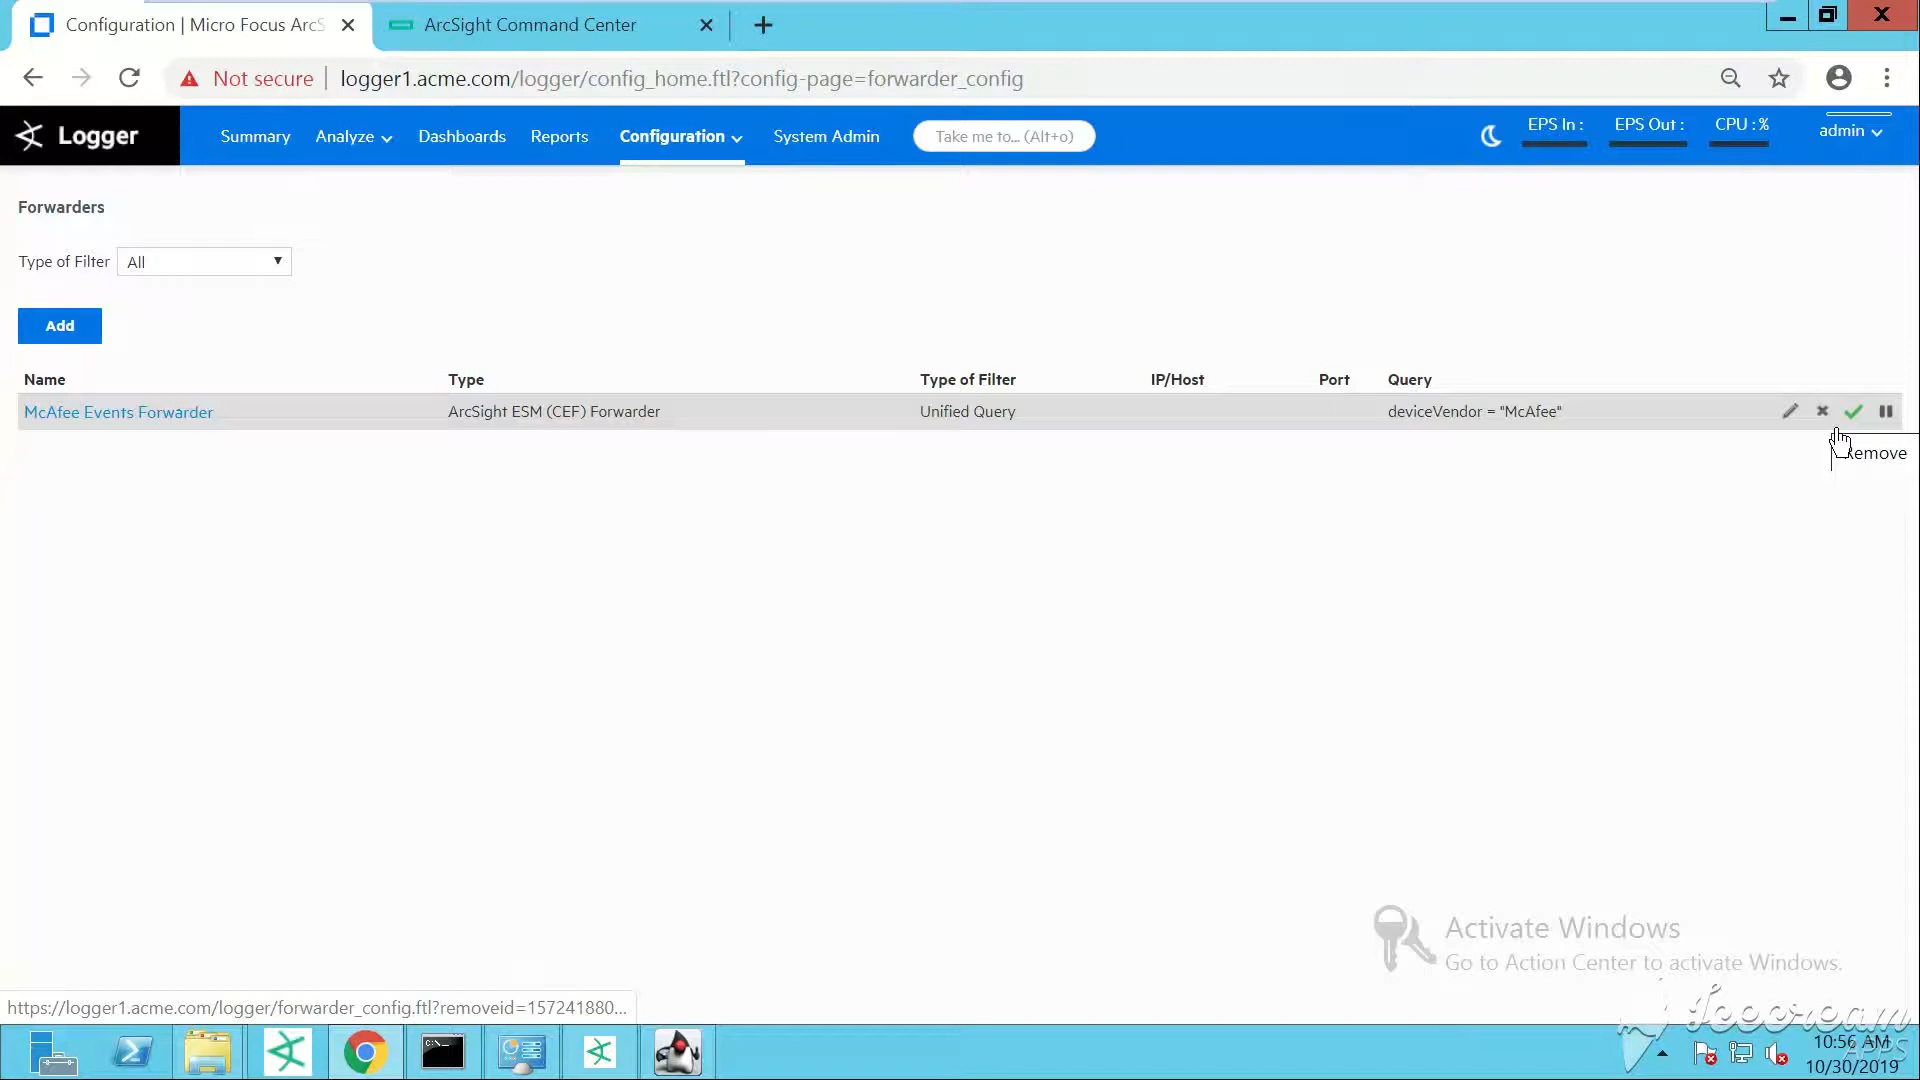 Configuration | Micro Focus ArcS
ArcSight Command Center
Not secure
logger1.acme.com/logger/config_home.ftl?config-page=forwarder_config
Logger
Summary
Analyze
Dashboards
Reports
Configuration
System Admin
Take me to... (Alt+o)
EPS In :
EPS Out :
CPU : %
admin
Forwarders
Type of Filter
All
Add
Name Type Type of Filter IP/Host Port Query
McAfee Events Forwarder ArcSight ESM (CEF) Forwarder Unified Query deviceVendor = "McAfee"
Remove
Activate Windows
Go to Action Center to activate Windows.
https://logger1.acme.com/logger/forwarder_config.ftl?removeid=157241880...
Icecream
APPS
10:56 AM
10/30/2019